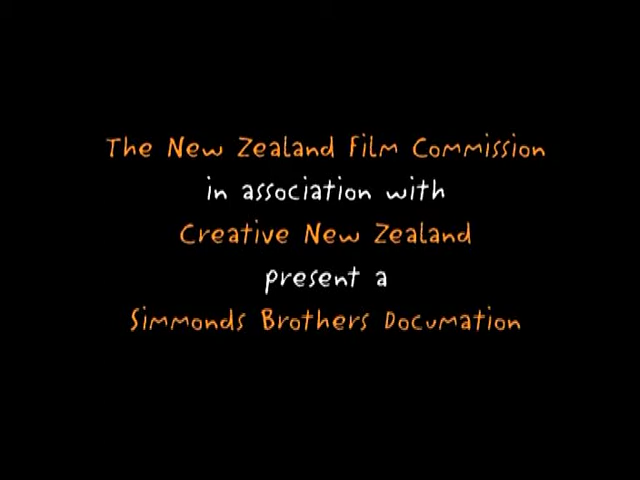 The New Zealand Film Commission
in association with
Creative New Zealand
present a
Simmonds Brothers Documation